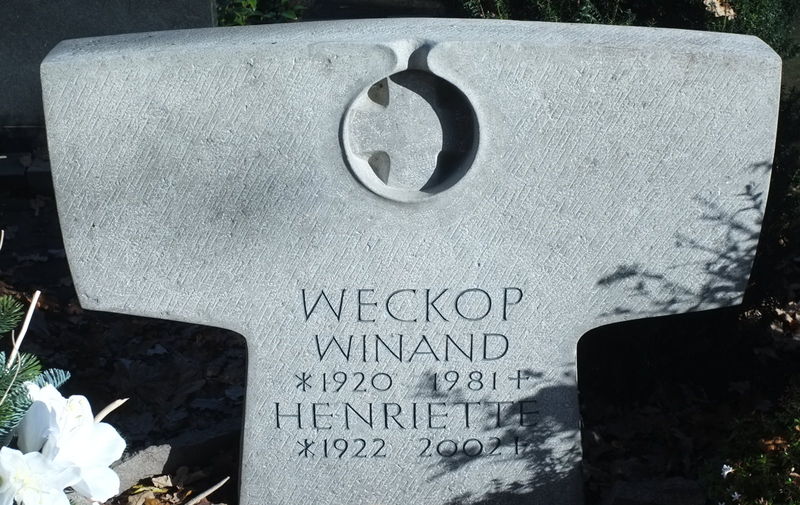 WECKOP
WINAND
*1920 1981+
HENRIETTE
*1922 2002+